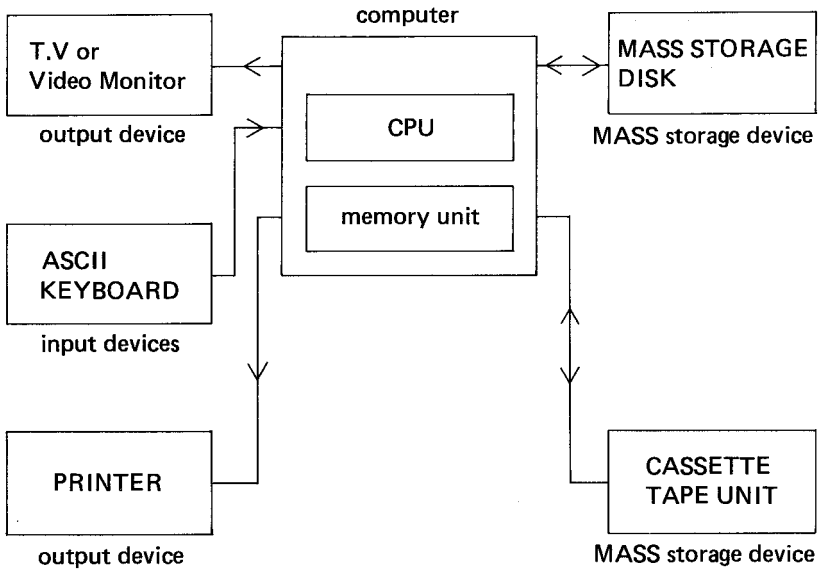 computer
T.V or
Video Monitor
output device
CPU
memory unit
MASS STORAGE
DISK
MASS storage device
ASCII
KEYBOARD
input devices
PRINTER
output device
CASSETTE
TAPE UNIT
MASS storage device